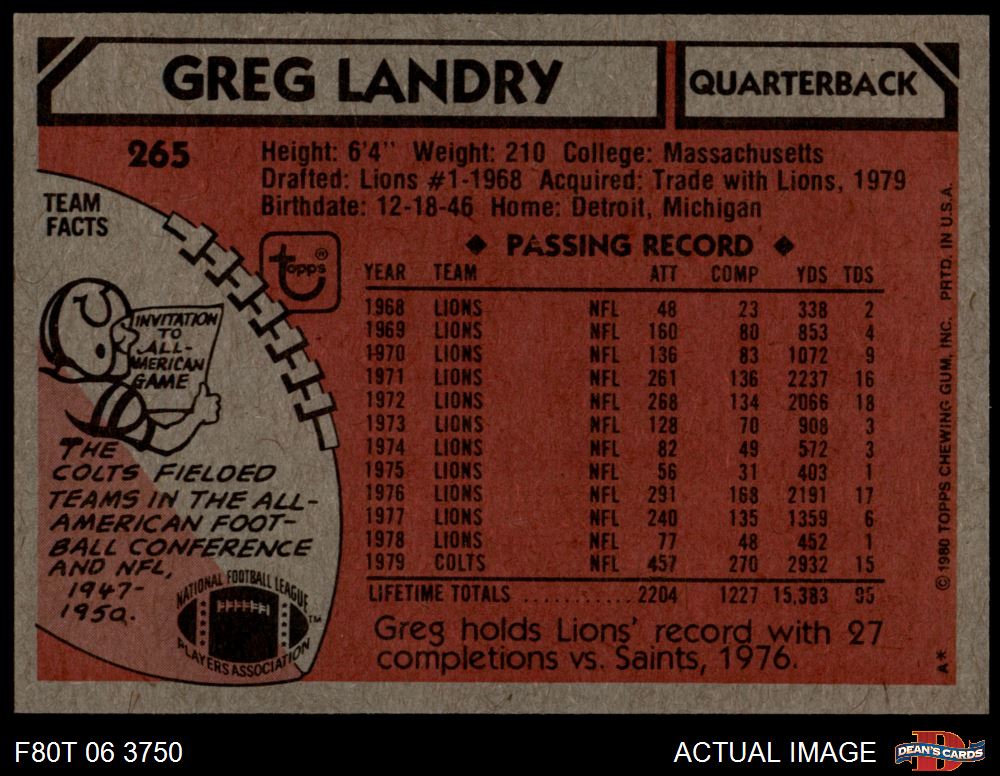 GREG LANDRY
QUARTERBACK
265
Height: 6'4" Weight: 210 College: Massachusetts
Drafted: Lions #1-1968 Acquired: Trade with Lions, 1979
Birthdate: 12-18-46 Home: Detroit, Michigan
TEAM
FACTS
INVITATION
TO
ALL-
AMERICAN
GAME
THE
COLTS FIELDED
TEAMS IN THE ALL-
AMERICAN FOOT-
BALL CONFERENCE
AND NFL,
1947-
1950.
NATIONAL FOOTBALL LEAGUE
PLAYERS ASSOCIATION
TM
topps®
◆ PASSING RECORD ◆
YEAR TEAM ATT COMP YDS TDS
1968 LIONS NFL 48 23 338 2
1969 LIONS NFL 160 80 853 4
1970 LIONS NFL 136 83 1072 9
1971 LIONS NFL 261 136 2237 16
1972 LIONS NFL 268 134 2066 18
1973 LIONS NFL 128 70 908 3
1974 LIONS NFL 82 49 572 3
1975 LIONS NFL 56 31 403 1
1976 LIONS NFL 291 168 2191 17
1977 LIONS NFL 240 135 1359 6
1978 LIONS NFL 77 48 452 1
1979 COLTS NFL 457 270 2932 15
LIFETIME TOTALS ............ 2204 1227 15,383 95
Greg holds Lions' record with 27
completions vs. Saints, 1976.
© 1980 TOPPS CHEWING GUM, INC. PRTD. IN U.S.A.
A*
F80T 06 3750
ACTUAL IMAGE
D
DEAN'S CARDS